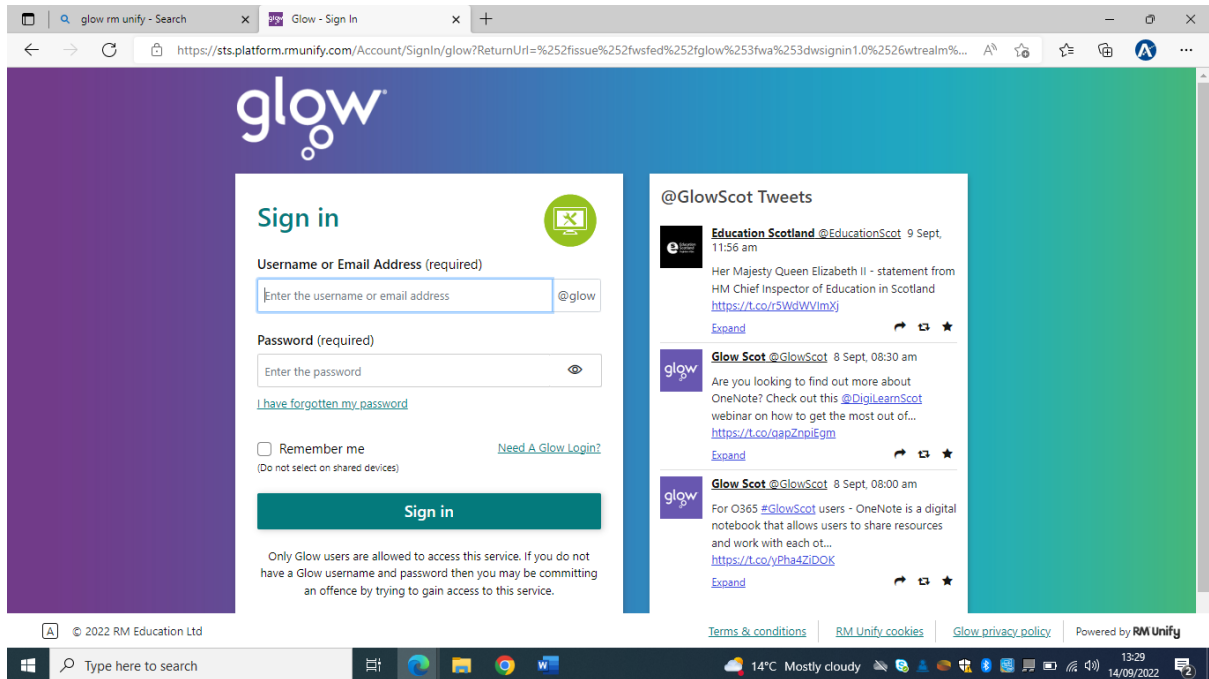 glow rm unify - Search
glow
Glow - Sign In
https://sts.platform.rmunify.com/Account/SignIn/glow?ReturnUrl=%252fissue%252fwsfed%252fglow%253fwa%253dwsignin1.0%2526wtrealm%...
glow
Sign in
Username or Email Address (required)
Enter the username or email address
@glow
Password (required)
Enter the password
I have forgotten my password
Remember me
Need A Glow Login?
(Do not select on shared devices)
Sign in
Only Glow users are allowed to access this service. If you do not
have a Glow username and password then you may be committing
an offence by trying to gain access to this service.
@GlowScot Tweets
Education Scotland @EducationScot 9 Sept,
11:56 am
Her Majesty Queen Elizabeth II - statement from
HM Chief Inspector of Education in Scotland
https://t.co/r5WdWVImXj
Expand
glow
Glow Scot @GlowScot 8 Sept, 08:30 am
Are you looking to find out more about
OneNote? Check out this @DigiLearnScot
webinar on how to get the most out of...
https://t.co/qapZnpiEgm
Expand
glow
Glow Scot @GlowScot 8 Sept, 08:00 am
For O365 #GlowScot users - OneNote is a digital
notebook that allows users to share resources
and work with each ot...
https://t.co/yPha4ZiDOK
Expand
A © 2022 RM Education Ltd
Terms & conditions
RM Unify cookies
Glow privacy policy
Powered by RM Unify
Type here to search
14°C Mostly cloudy
13:29
14/09/2022
2